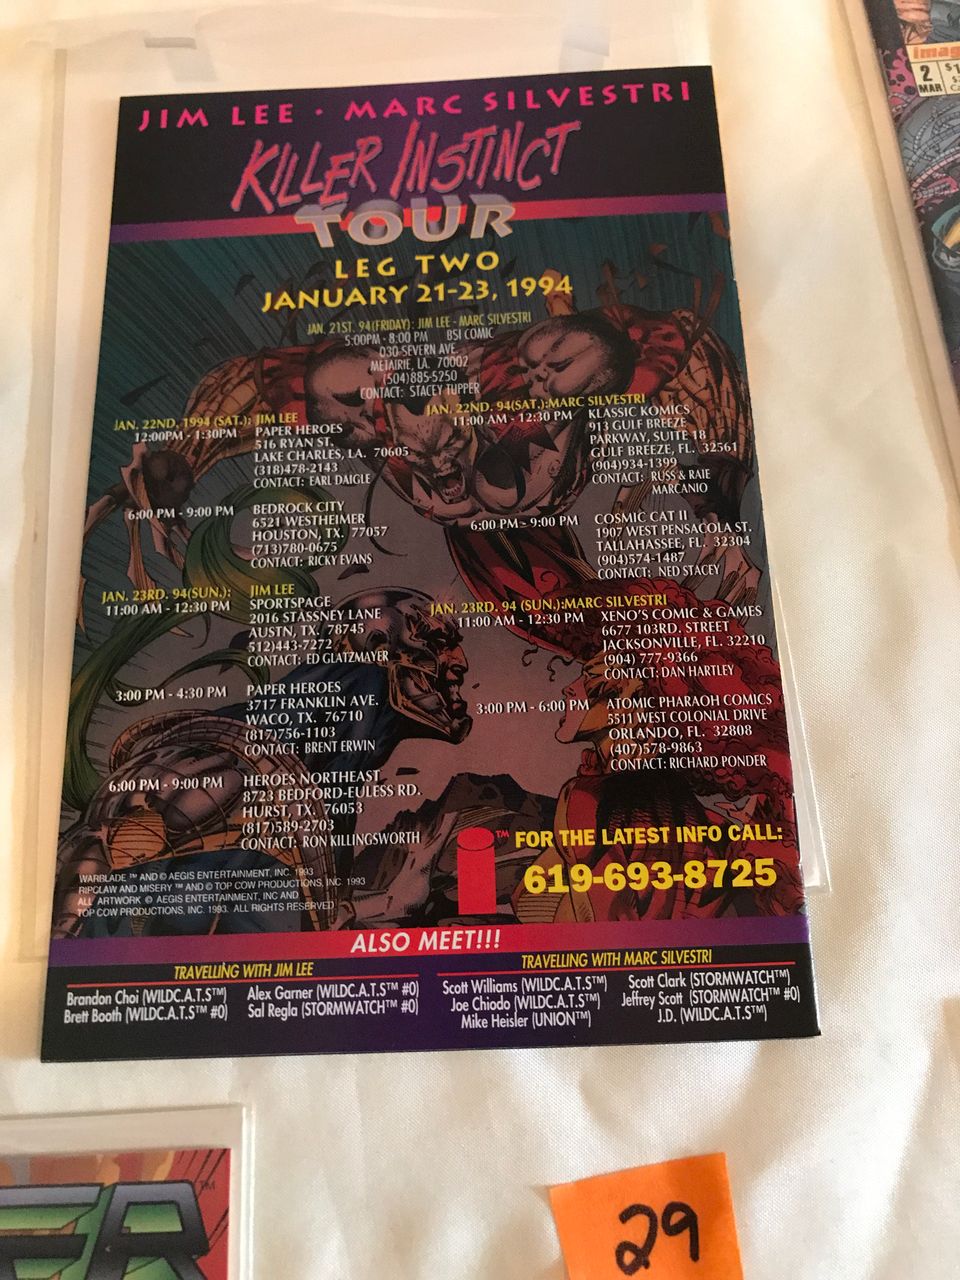 JIM LEE · MARC SILVESTRI
KILLER INSTINCT
TOUR
LEG TWO
JANUARY 21-23, 1994
JAN. 21ST. 94(FRIDAY): JIM LEE - MARC SILVESTRI
5:00PM - 8:00 PM BSI COMIC
030 SEVERN AVE.
METAIRIE, LA. 70002
(504)885-5250
CONTACT: STACEY TUPPER
JAN. 22ND, 1994 (SAT.): JIM LEE
12:00PM - 1:30PM PAPER HEROES
516 RYAN ST.
LAKE CHARLES, LA. 70605
(318)478-2143
CONTACT: EARL DAIGLE
6:00 PM - 9:00 PM BEDROCK CITY
6521 WESTHEIMER
HOUSTON, TX. 77057
(713)780-0675
CONTACT: RICKY EVANS
JAN. 23RD. 94(SUN.): JIM LEE
11:00 AM - 12:30 PM SPORTSPAGE
2016 STASSNEY LANE
AUSTN, TX. 78745
512)443-7272
CONTACT: ED GLATZMAYER
3:00 PM - 4:30 PM PAPER HEROES
3717 FRANKLIN AVE.
WACO, TX. 76710
(817)756-1103
CONTACT: BRENT ERWIN
6:00 PM - 9:00 PM HEROES NORTHEAST
8723 BEDFORD-EULESS RD.
HURST, TX. 76053
(817)589-2703
CONTACT: RON KILLINGSWORTH
JAN. 22ND. 94(SAT.):MARC SILVESTRI
11:00 AM - 12:30 PM KLASSIC KOMICS
913 GULF BREEZE
PARKWAY, SUITE 18
GULF BREEZE, FL. 32561
(904)934-1399
CONTACT: RUSS & RAIE
MARCANIO
6:00 PM - 9:00 PM COSMIC CAT II
1907 WEST PENSACOLA ST.
TALLAHASSEE, FL. 32304
(904)574-1487
CONTACT: NED STACEY
JAN. 23RD. 94 (SUN.):MARC SILVESTRI
11:00 AM - 12:30 PM XENO'S COMIC & GAMES
6677 103RD. STREET
JACKSONVILLE, FL. 32210
(904) 777-9366
CONTACT: DAN HARTLEY
3:00 PM - 6:00 PM ATOMIC PHARAOH COMICS
5511 WEST COLONIAL DRIVE
ORLANDO, FL. 32808
(407)578-9863
CONTACT: RICHARD PONDER
™ FOR THE LATEST INFO CALL:
619-693-8725
WARBLADE ™ AND © AEGIS ENTERTAINMENT, INC. 1993
RIPCLAW AND MISERY ™ AND © TOP COW PRODUCTIONS, INC. 1993
ALL ARTWORK © AEGIS ENTERTAINMENT, INC AND
TOP COW PRODUCTIONS, INC. 1993. ALL RIGHTS RESERVED
ALSO MEET!!!
TRAVELLING WITH JIM LEE
Brandon Choi (WILDC.A.T.S™)
Brett Booth (WILDC.A.T.S™ #0)
Alex Garner (WILDC.A.T.S™ #0)
Sal Regla (STORMWATCH™ #0)
TRAVELLING WITH MARC SILVESTRI
Scott Williams (WILDC.A.T.S™)
Joe Chiodo (WILDC.A.T.S™)
Mike Heisler (UNION™)
Scott Clark (STORMWATCH™)
Jeffrey Scott (STORMWATCH™ #0)
J.D. (WILDC.A.T.S™)
2
MAR
29